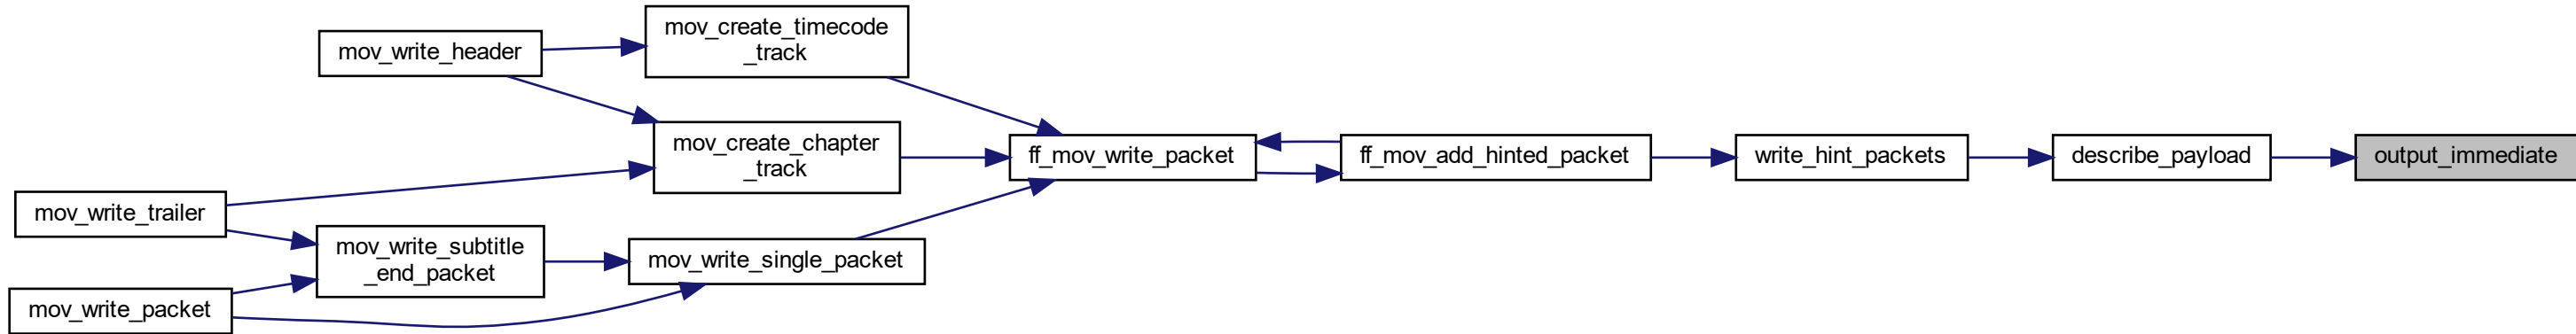 mov_create_timecode
_track
mov_write_header
mov_create_chapter
_track
ff_mov_write_packet
ff_mov_add_hinted_packet
write_hint_packets
describe_payload
output_immediate
mov_write_trailer
mov_write_subtitle
_end_packet
mov_write_single_packet
mov_write_packet